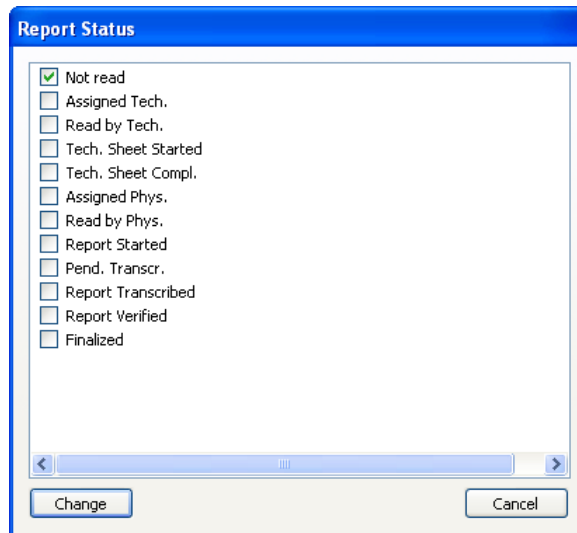 Report Status
Not read
Assigned Tech.
Read by Tech.
Tech. Sheet Started
Tech. Sheet Compl.
Assigned Phys.
Read by Phys.
Report Started
Pend. Transcr.
Report Transcribed
Report Verified
Finalized
Change Cancel